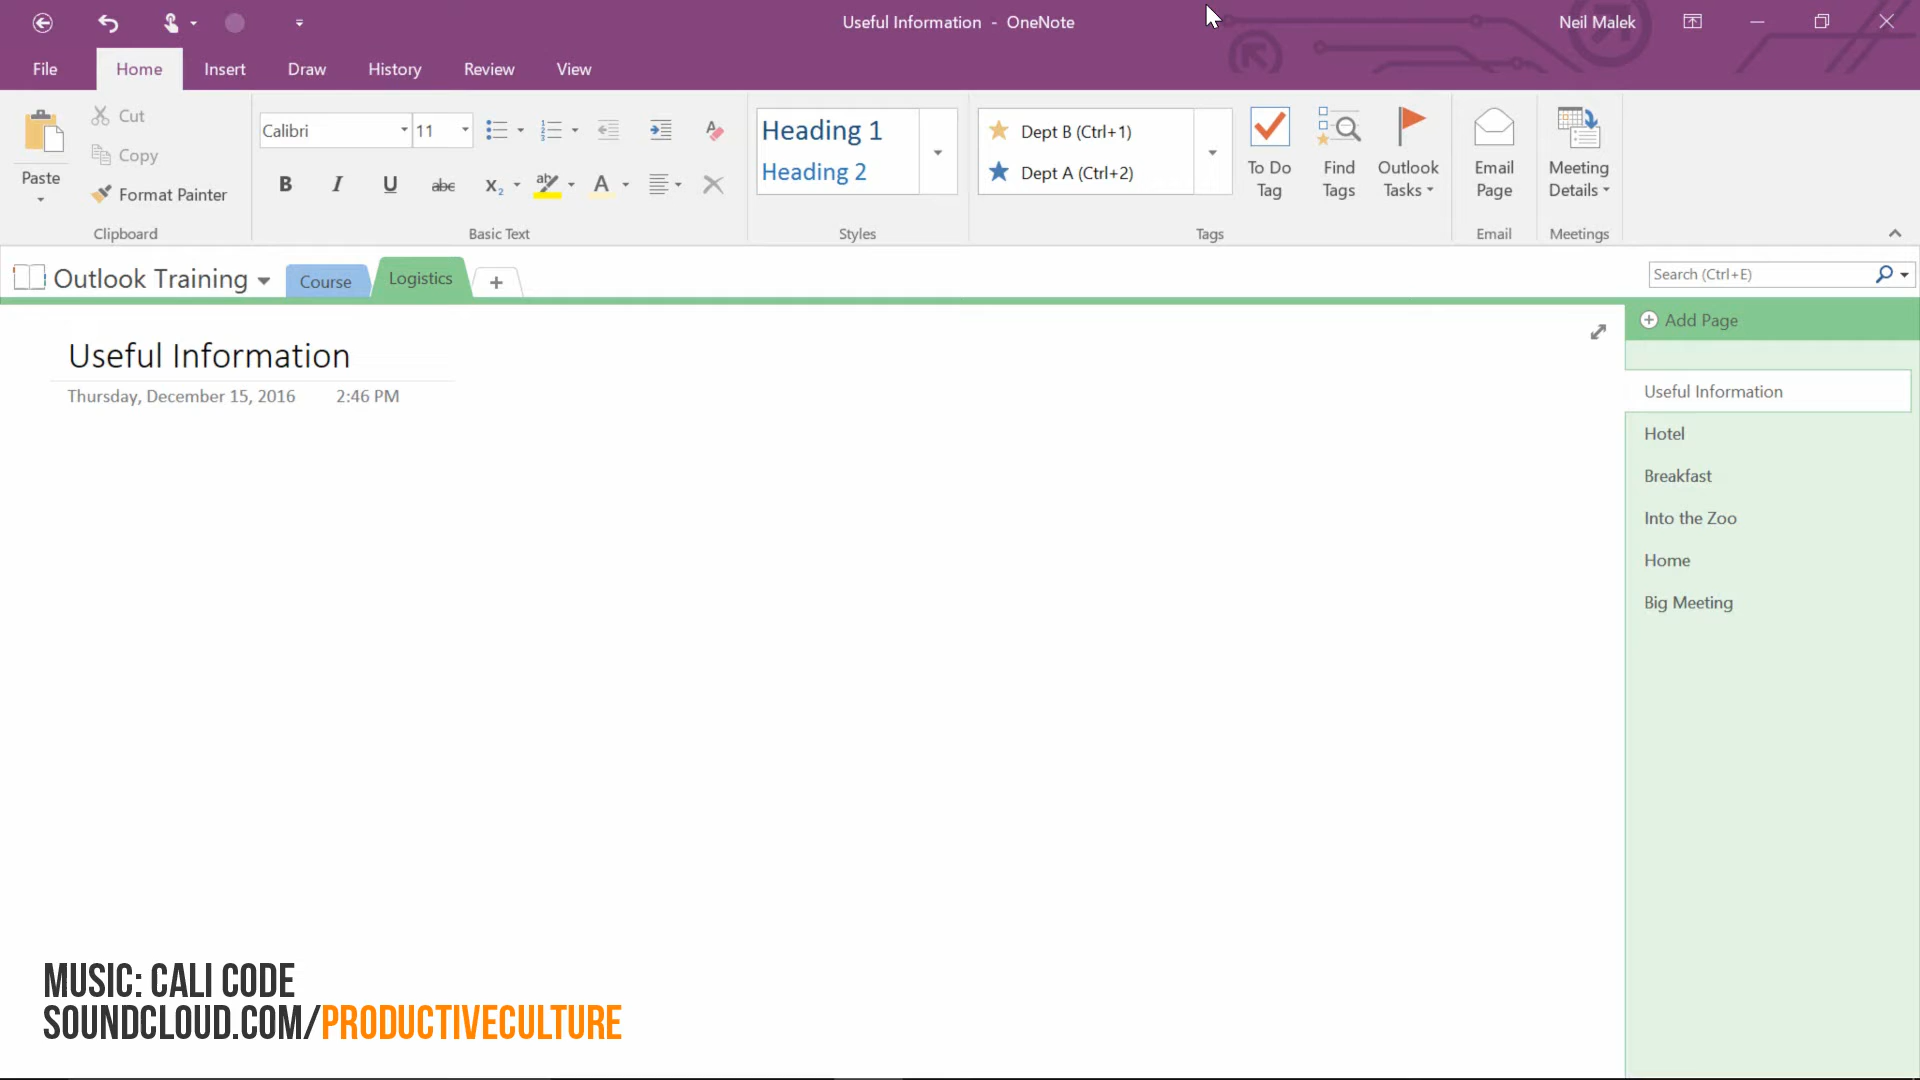 Useful Information - OneNote
Neil Malek
File Home Insert Draw History Review View
Paste
Cut
Copy
Format Painter
Clipboard
Calibri 11
B I U abc X₂ aby A
Basic Text
Heading 1
Heading 2
Styles
Dept B (Ctrl+1)
Dept A (Ctrl+2)
To Do Tag
Find Tags
Outlook Tasks
Tags
Email Page
Email
Meeting Details
Meetings
Outlook Training
Course
Logistics
Search (Ctrl+E)
Useful Information
Thursday, December 15, 2016 2:46 PM
Add Page
Useful Information
Hotel
Breakfast
Into the Zoo
Home
Big Meeting
MUSIC: CALI CODE
SOUNDCLOUD.COM/PRODUCTIVECULTURE